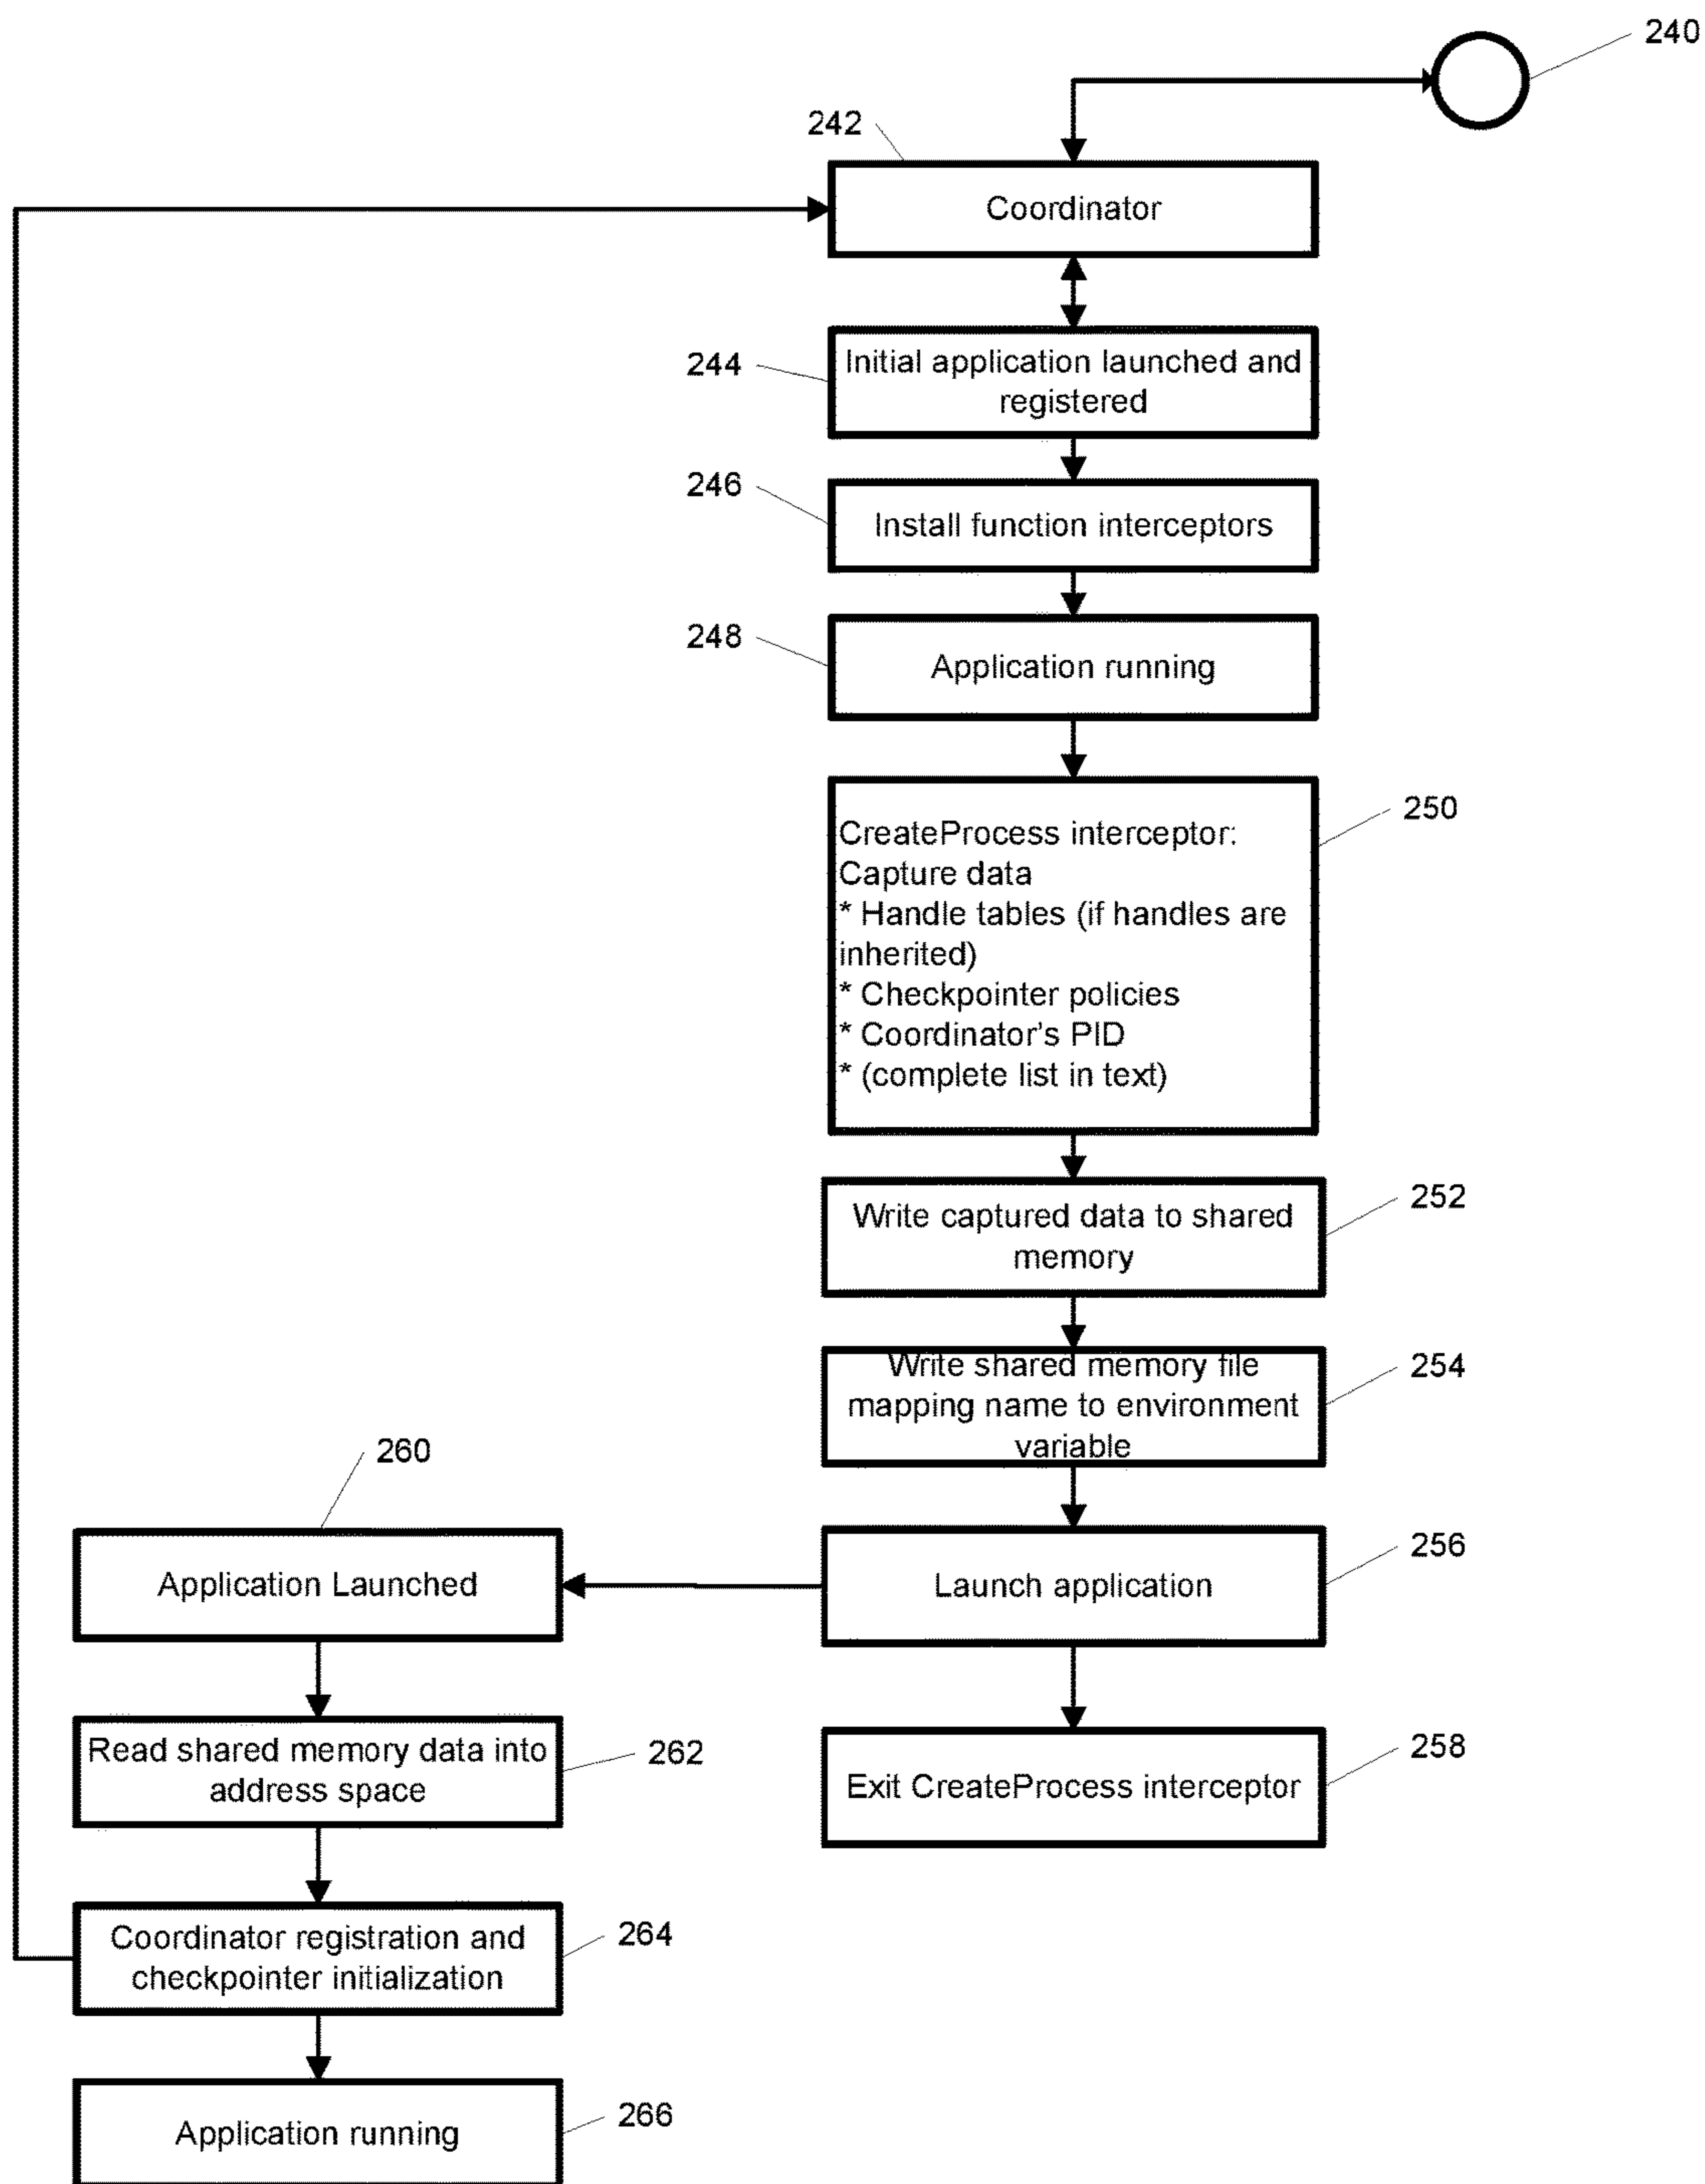 240
242
Coordinator
244
Initial application launched and
registered
246
Install function interceptors
248
Application running
250
CreateProcess interceptor:
Capture data
* Handle tables (if handles are
inherited)
* Checkpointer policies
* Coordinator's PID
* (complete list in text)
252
Write captured data to shared
memory
254
Write shared memory file
mapping name to environment
variable
260
256
Application Launched
Launch application
262
Read shared memory data into
address space
258
Exit CreateProcess interceptor
264
Coordinator registration and
checkpointer initialization
266
Application running